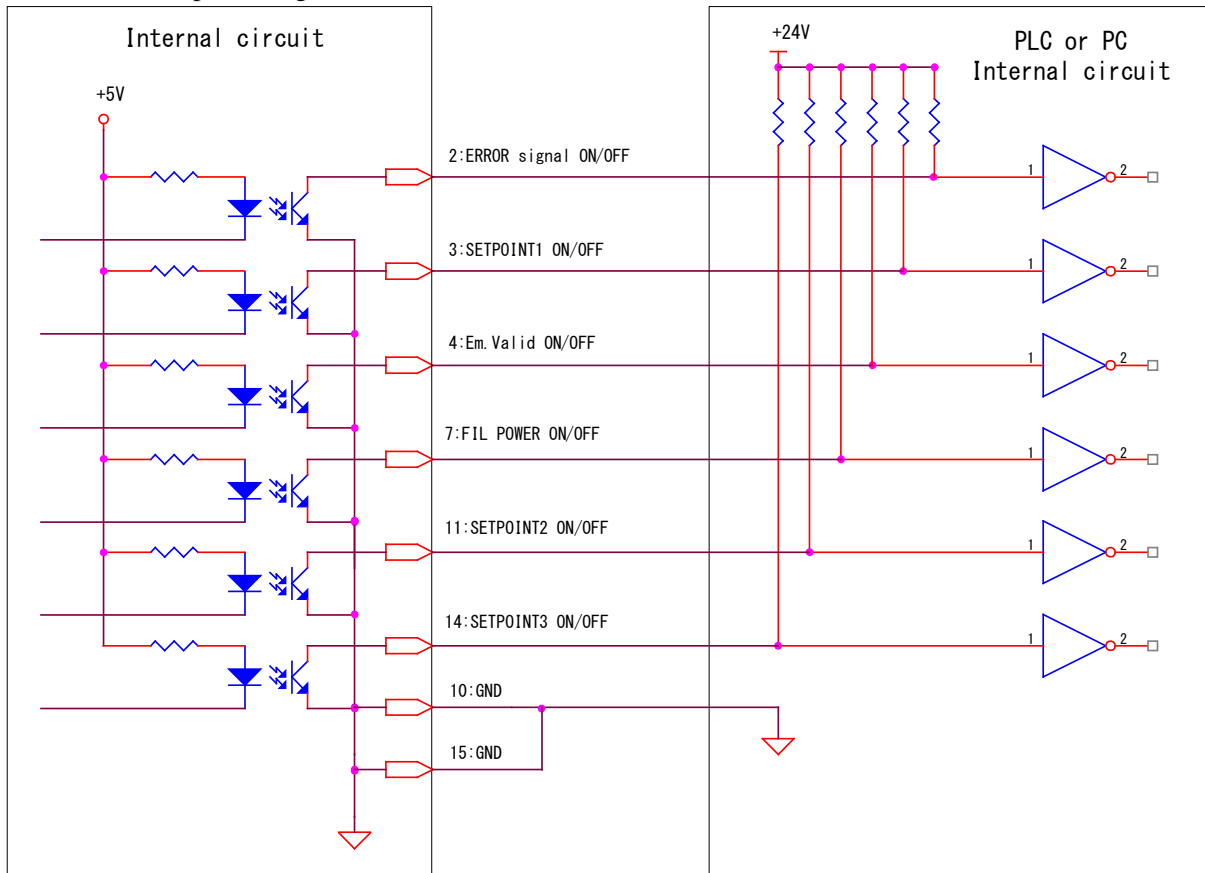 Internal circuit
+24V
PLC or PC
Internal circuit
+5V
2:ERROR signal ON/OFF
1
2
3:SETPOINT1 ON/OFF
1
2
4:Em.Valid ON/OFF
1
2
7:FIL POWER ON/OFF
1
2
11:SETPOINT2 ON/OFF
1
2
14:SETPOINT3 ON/OFF
1
2
10:GND
15:GND